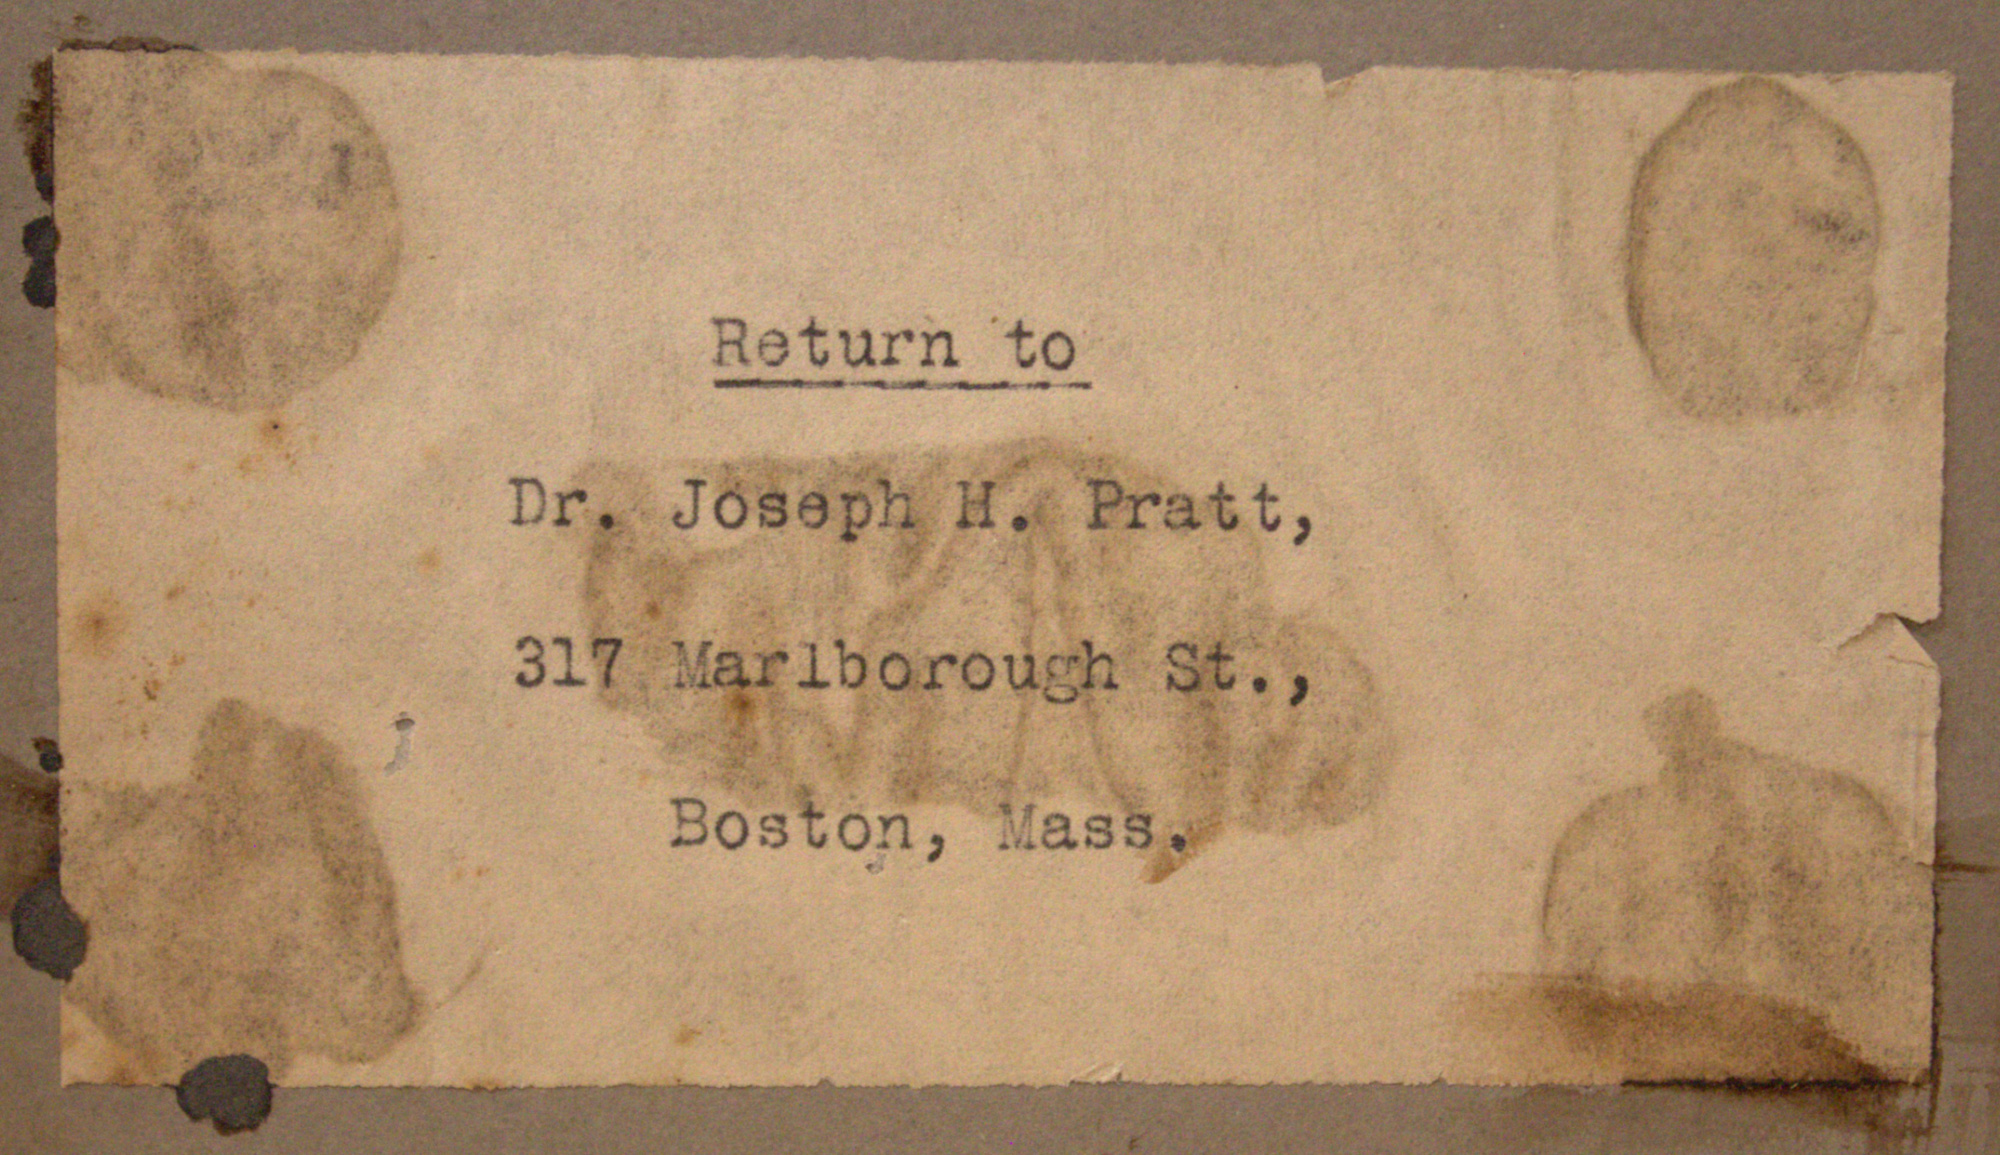 Return to
Dr. Joseph H. Pratt,
317 Marlborough St.,
Boston, Mass.